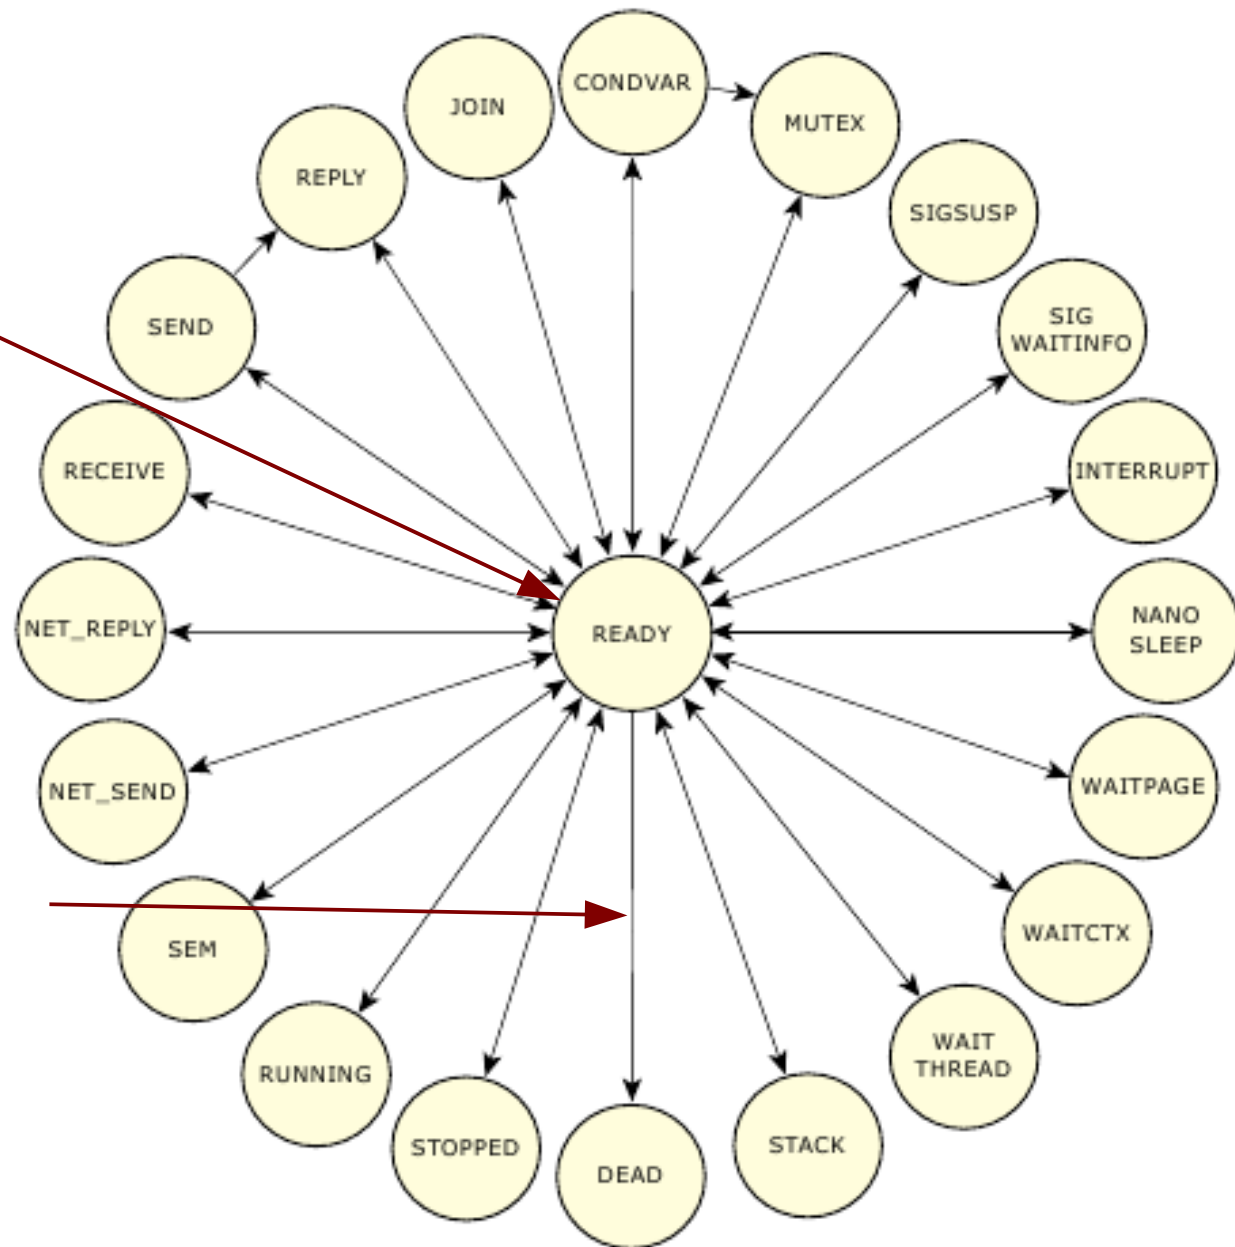 CONDVAR
JOIN
MUTEX
REPLY
SIGSUSP
SEND
SIG
WAITINFO
RECEIVE
INTERRUPT
NET_REPLY
READY
NANO
SLEEP
NET_SEND
WAITPAGE
SEM
WAITCTX
RUNNING
WAIT
THREAD
STOPPED
DEAD
STACK